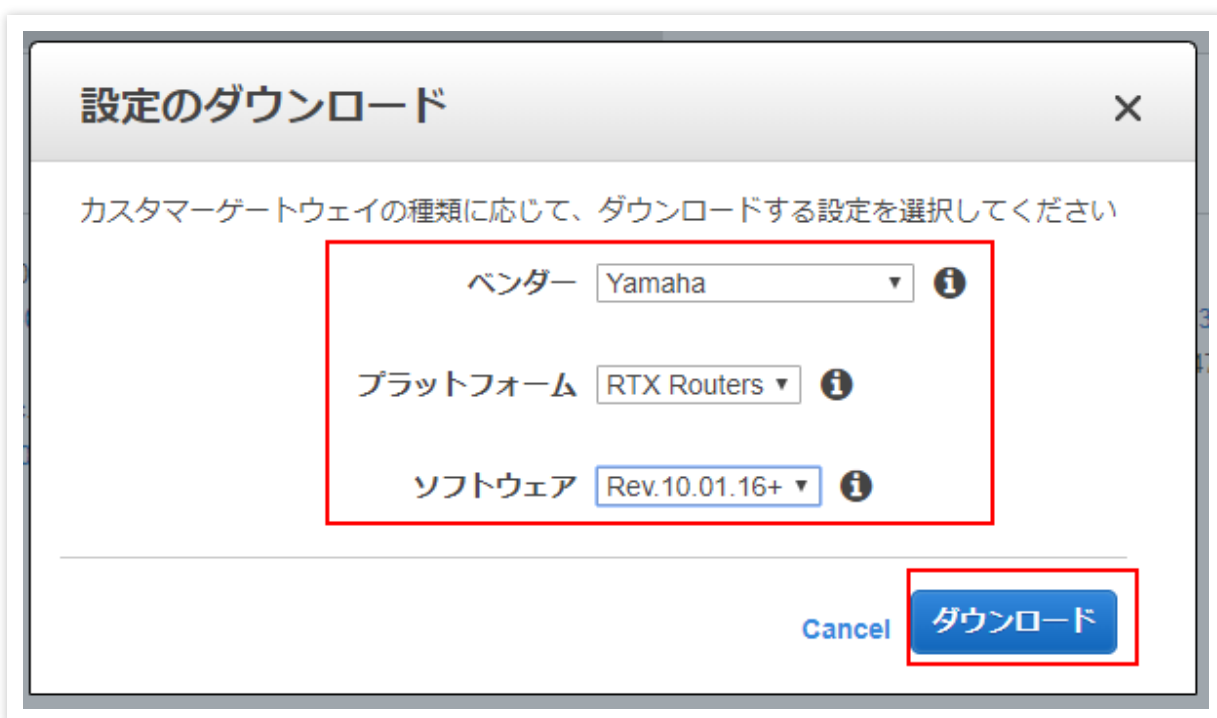 設定のダウンロード
カスタマーゲートウェイの種類に応じて、ダウンロードする設定を選択してください
ベンダー Yamaha
プラットフォーム RTX Routers
ソフトウェア Rev.10.01.16+
Cancel ダウンロード